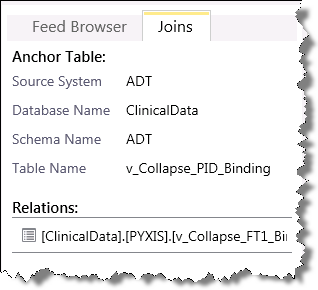 Feed Browser Joins
Anchor Table:
Source System ADT
Database Name ClinicalData
Schema Name ADT
Table Name v_Collapse_PID_Binding
Relations:
[ClinicalData].[PYXIS].[v_Collapse_FT1_Bin